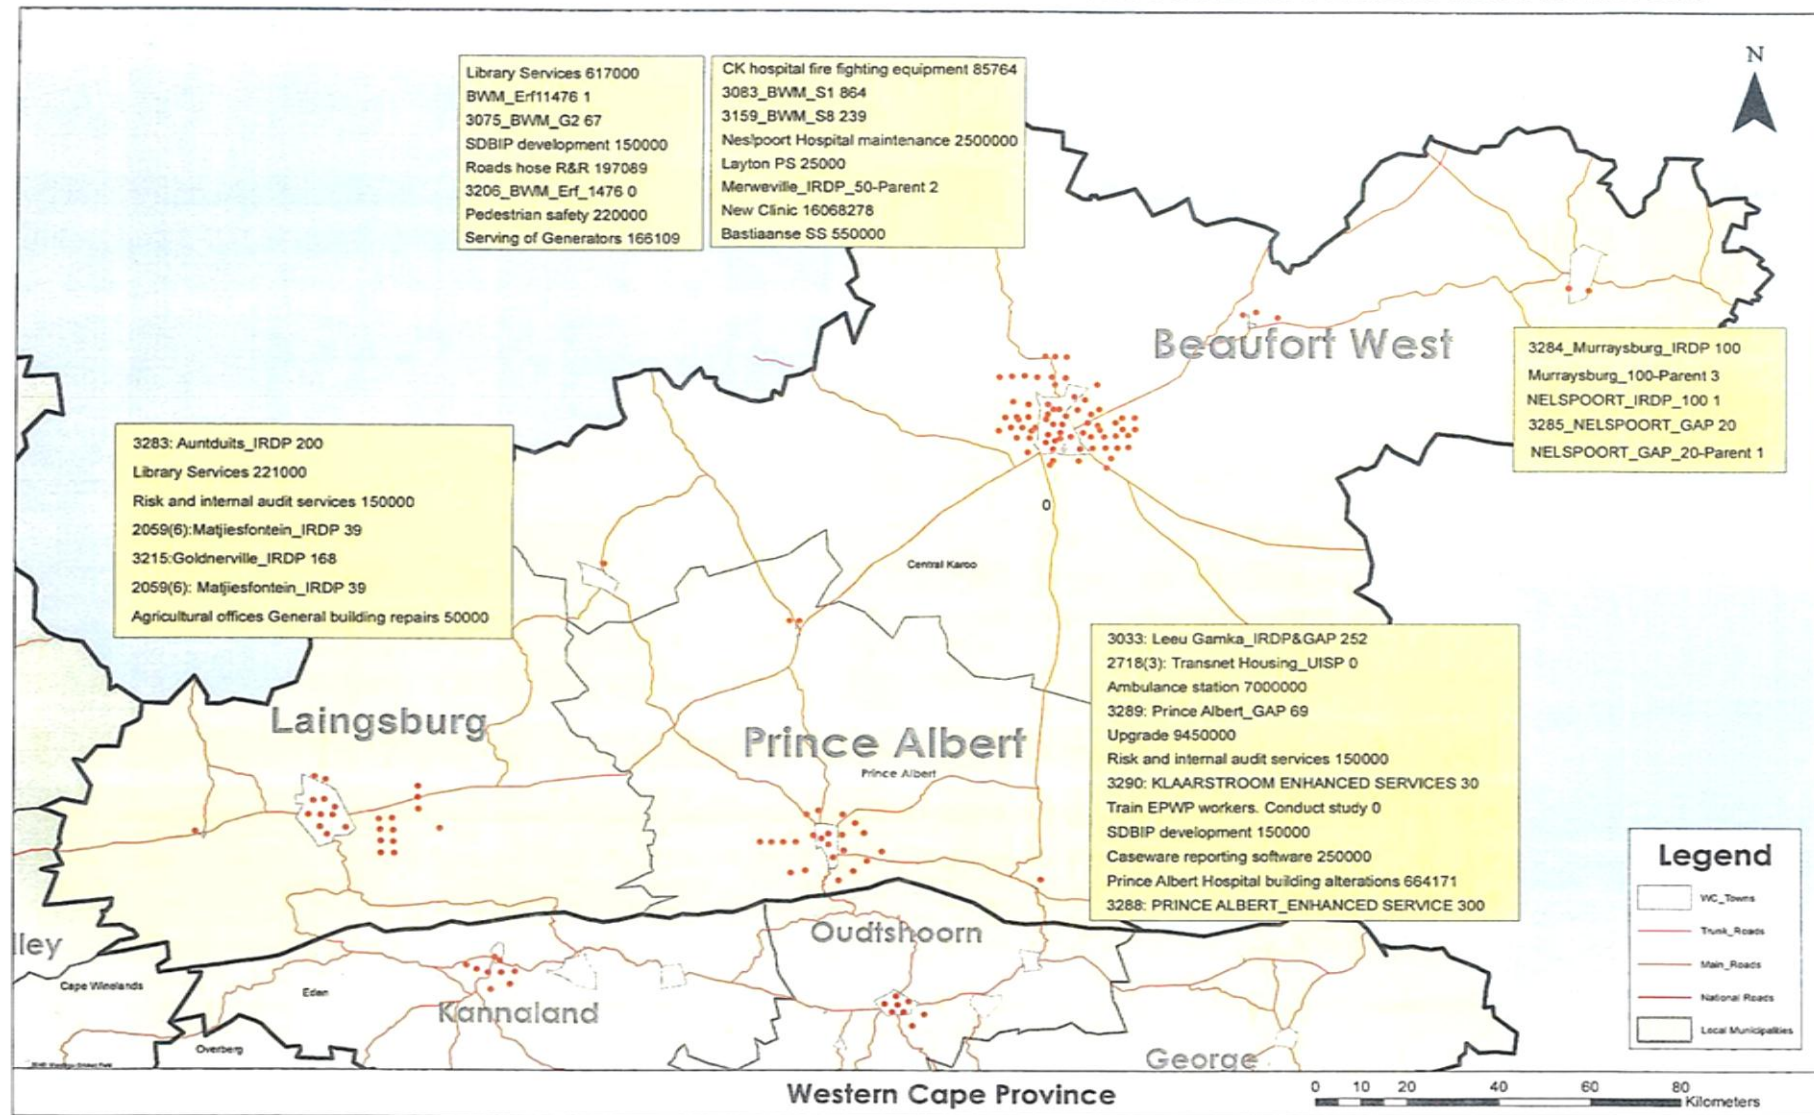 Library Services 617000
BWM_Erf11476 1
3075_BWM_G2 67
SDBIP development 150000
Roads hose R&R 197089
3206_BWM_Erf_1476 0
Pedestrian safety 220000
Serving of Generators 166109
CK hospital fire fighting equipment 85764
3083_BWM_S1 864
3159_BWM_S8 239
Neslpoort Hospital maintenance 2500000
Layton PS 25000
Merweville_IRDP_50-Parent 2
New Clinic 16068278
Bastiaanse SS 550000
N
Beaufort West
3284_Murraysburg_IRDP 100
Murraysburg_100-Parent 3
NELSPOORT_IRDP_100 1
3285_NELSPOORT_GAP 20
NELSPOORT_GAP_20-Parent 1
3283: Auntduits_IRDP 200
Library Services 221000
Risk and internal audit services 150000
2059(6):Matjiesfontein_IRDP 39
3215:Goldnerville_IRDP 168
2059(6): Matjiesfontein_IRDP 39
Agricultural offices General building repairs 50000
0
Central Karoo
3033: Leeu Gamka_IRDP&GAP 252
2718(3): Transnet Housing_UISP 0
Ambulance station 7000000
3289: Prince Albert_GAP 69
Upgrade 9450000
Risk and internal audit services 150000
3290: KLAARSTROOM ENHANCED SERVICES 30
Train EPWP workers. Conduct study 0
SDBIP development 150000
Caseware reporting software 250000
Prince Albert Hospital building alterations 664171
3288: PRINCE ALBERT_ENHANCED SERVICE 300
Laingsburg
Prince Albert
Prince Albert
Legend
WC_Towns
Trunk_Roads
Main_Roads
National Roads
Local Municipalities
lley
Oudtshoorn
Cape Winelands
Eden
Kannaland
Overberg
George
Western Cape Province
0 10 20 40 60 80
Kilometers